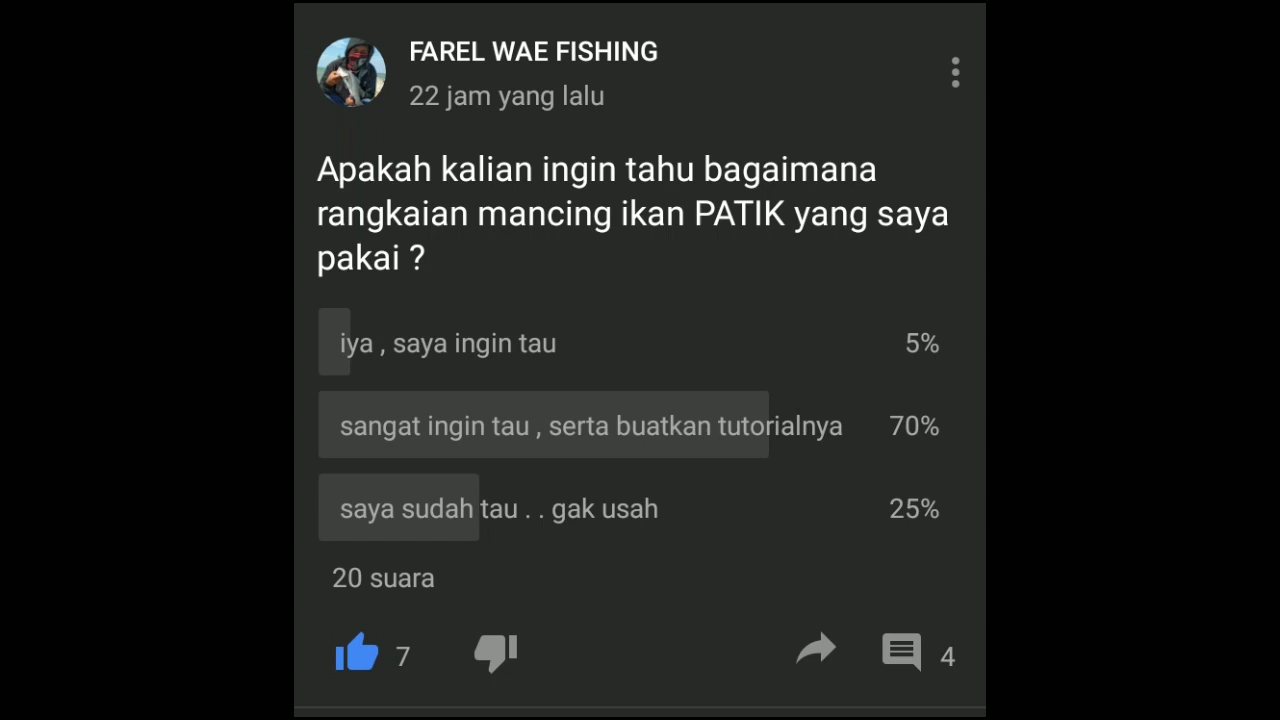 FAREL WAE FISHING
22 jam yang lalu
Apakah kalian ingin tahu bagaimana
rangkaian mancing ikan PATIK yang saya
pakai ?
iya , saya ingin tau 5%
sangat ingin tau , serta buatkan tutorialnya 70%
saya sudah tau . . gak usah 25%
20 suara
7 4